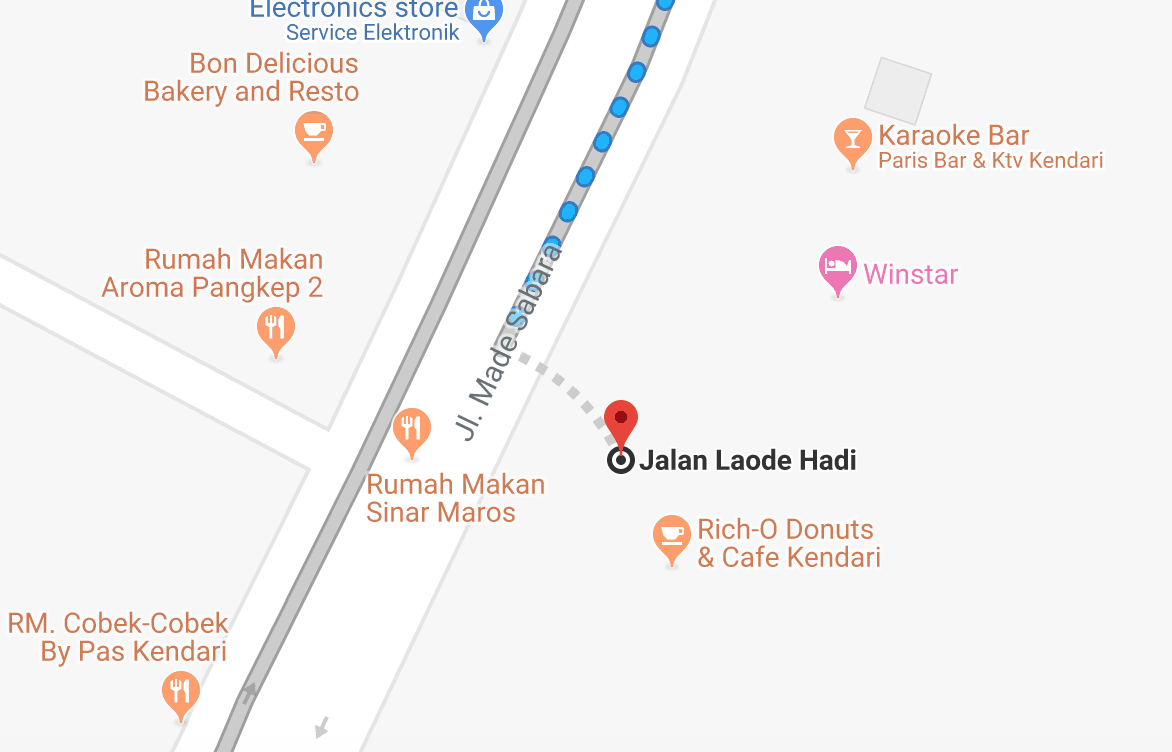 Electronics store
Service Elektronik
Bon Delicious
Bakery and Resto
Karaoke Bar
Paris Bar & Ktv Kendari
Rumah Makan
Aroma Pangkep 2
Winstar
Jl. Made Sabara
Jalan Laode Hadi
Rumah Makan
Sinar Maros
Rich-O Donuts
& Cafe Kendari
RM. Cobek-Cobek
By Pas Kendari